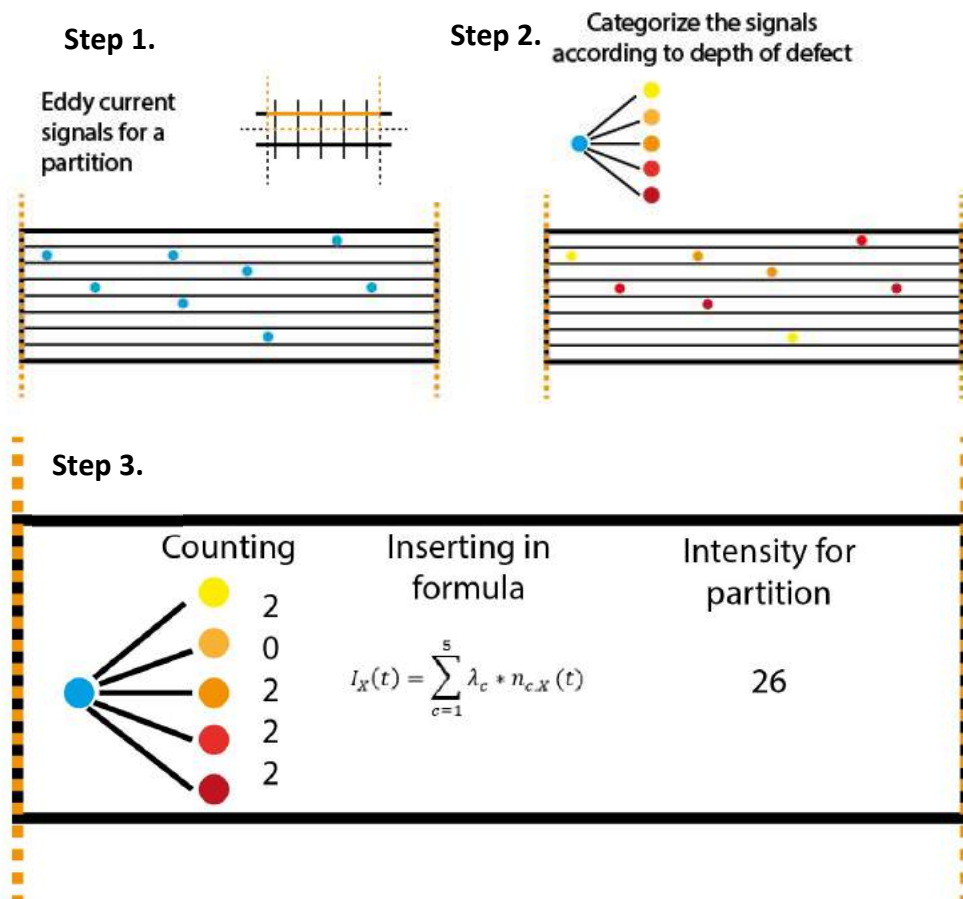 Step 1.
Eddy current
signals for a
partition
Step 2.
Categorize the signals
according to depth of defect
Step 3.
Counting
2
0
2
2
2
Inserting in
formula
I_X(t) = \sum_{c=1}^{5} λ_c * n_{c.X}(t)
Intensity for
partition
26